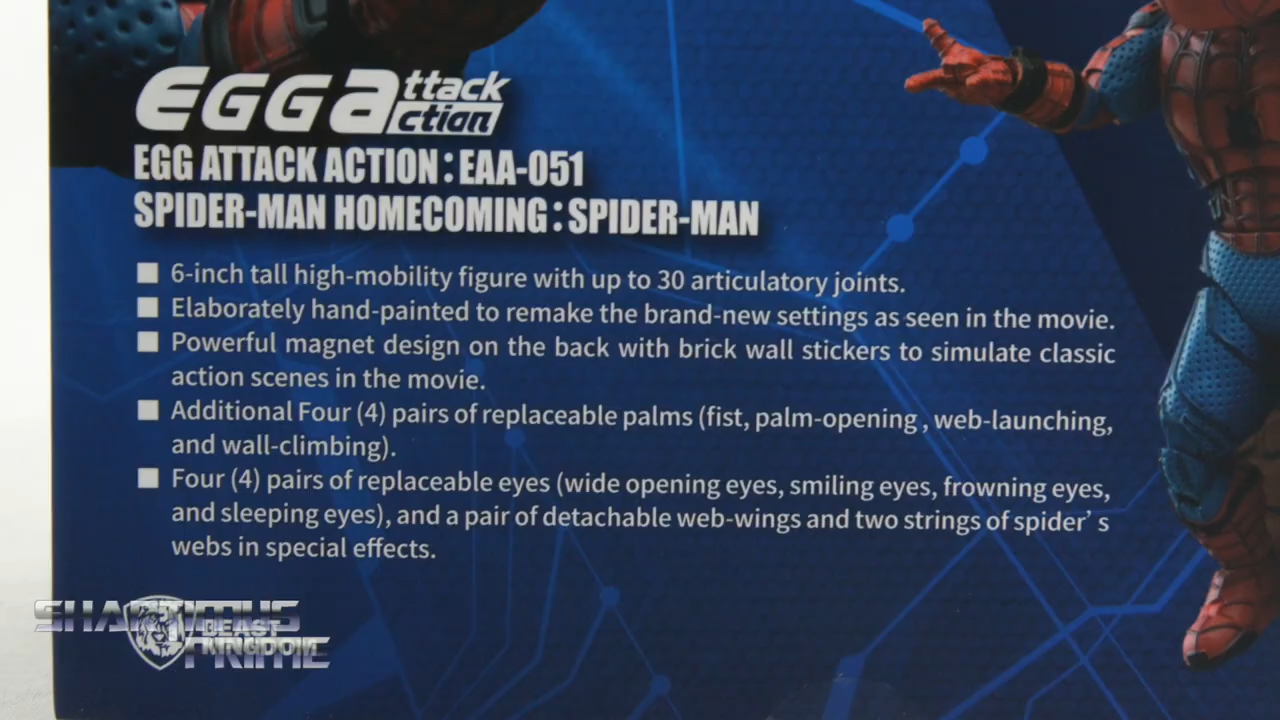 EGG Attack Action
EGG ATTACK ACTION : EAA-051
SPIDER-MAN HOMECOMING : SPIDER-MAN
6-inch tall high-mobility figure with up to 30 articulatory joints.
Elaborately hand-painted to remake the brand-new settings as seen in the movie.
Powerful magnet design on the back with brick wall stickers to simulate classic
action scenes in the movie.
Additional Four (4) pairs of replaceable palms (fist, palm-opening , web-launching,
and wall-climbing).
Four (4) pairs of replaceable eyes (wide opening eyes, smiling eyes, frowning eyes,
and sleeping eyes), and a pair of detachable web-wings and two strings of spider' s
webs in special effects.
SHARTIMUS
PRIME
BEAST
KINGDOM